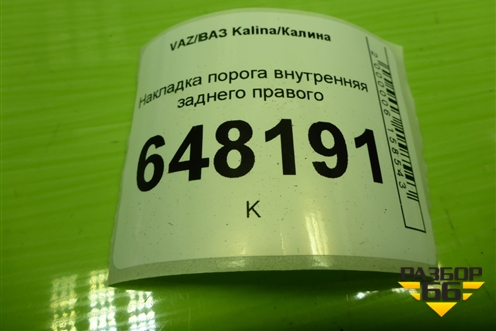 VAZ/ВАЗ Kalina/Калина
Накладка порога внутренняя
заднего правого
648191
К
РАЗБОР
66